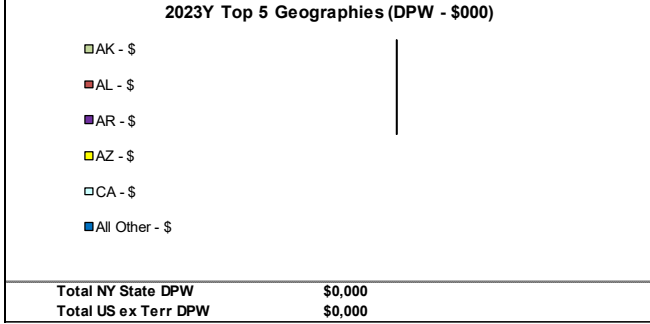 2023Y Top 5 Geographies (DPW - $000)
AK - $
AL - $
AR - $
AZ - $
CA - $
All Other - $
Total NY State DPW $0,000
Total US ex Terr DPW $0,000